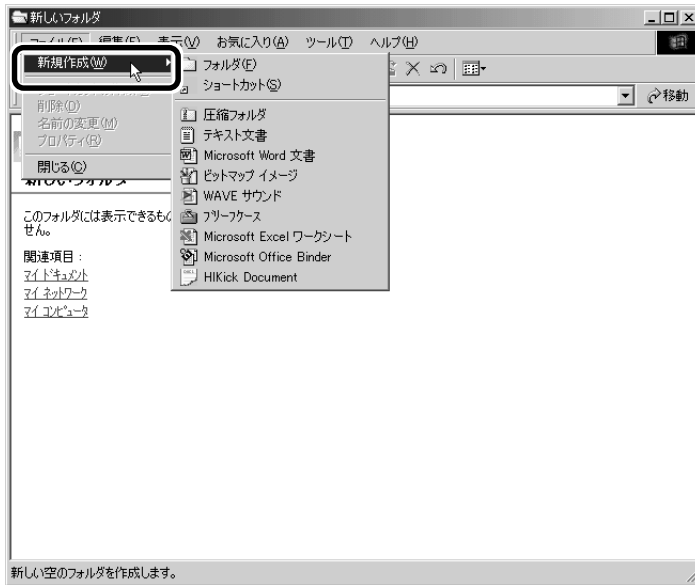 新しいフォルダ
ファイル(F) 編集(E) 表示(V) お気に入り(A) ツール(T) ヘルプ(H)
移動
新規作成(W)
削除(D)
名前の変更(M)
プロパティ(R)
閉じる(C)
フォルダ(F)
ショートカット(S)
圧縮フォルダ
テキスト文書
Microsoft Word 文書
ビットマップ イメージ
WAVE サウンド
ブリーフケース
Microsoft Excel ワークシート
Microsoft Office Binder
HIKick Document
新しいフォルダ
このフォルダには表示できるも
せん。
関連項目:
マイ ドキュメント
マイ ネットワーク
マイ コンピュータ
新しい空のフォルダを作成します。